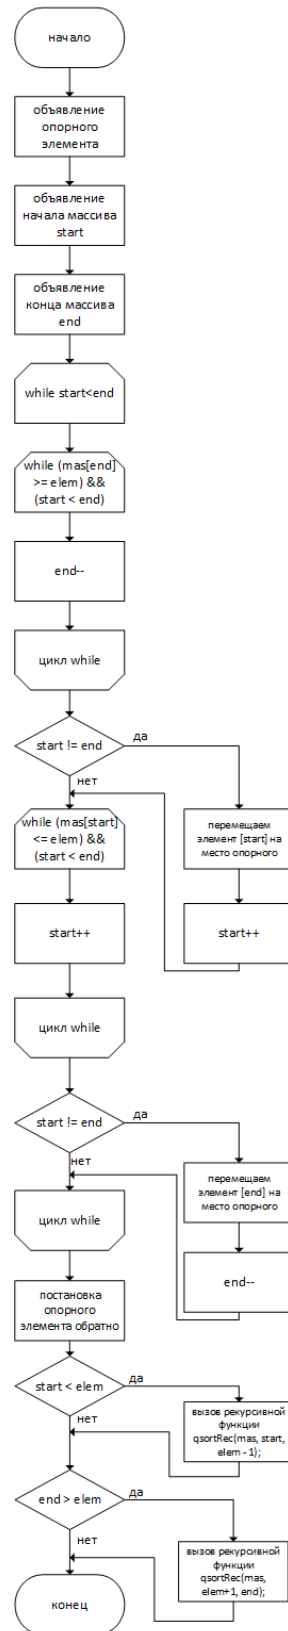 начало
объявление
опорного
элемента
объявление
начала массива
start
объявление
конца массива
end
while start<end
while (mas[end]
>= elem) &&
(start < end)
end--
цикл while
start != end
да
нет
перемещаем
элемент [start] на
место опорного
start++
while (mas[start]
<= elem) &&
(start < end)
start++
цикл while
start != end
да
нет
перемещаем
элемент [end] на
место опорного
end--
цикл while
постановка
опорного
элемента обратно
start < elem
да
нет
вызов рекурсивной
функции
qsortRec(mas, start,
elem - 1);
end > elem
да
нет
вызов рекурсивной
функции
qsortRec(mas,
elem+1, end);
конец